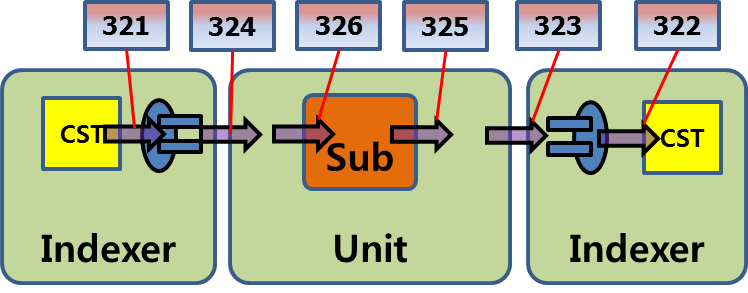 321
324
326
325
323
322
CST
Sub
CST
Indexer
Unit
Indexer